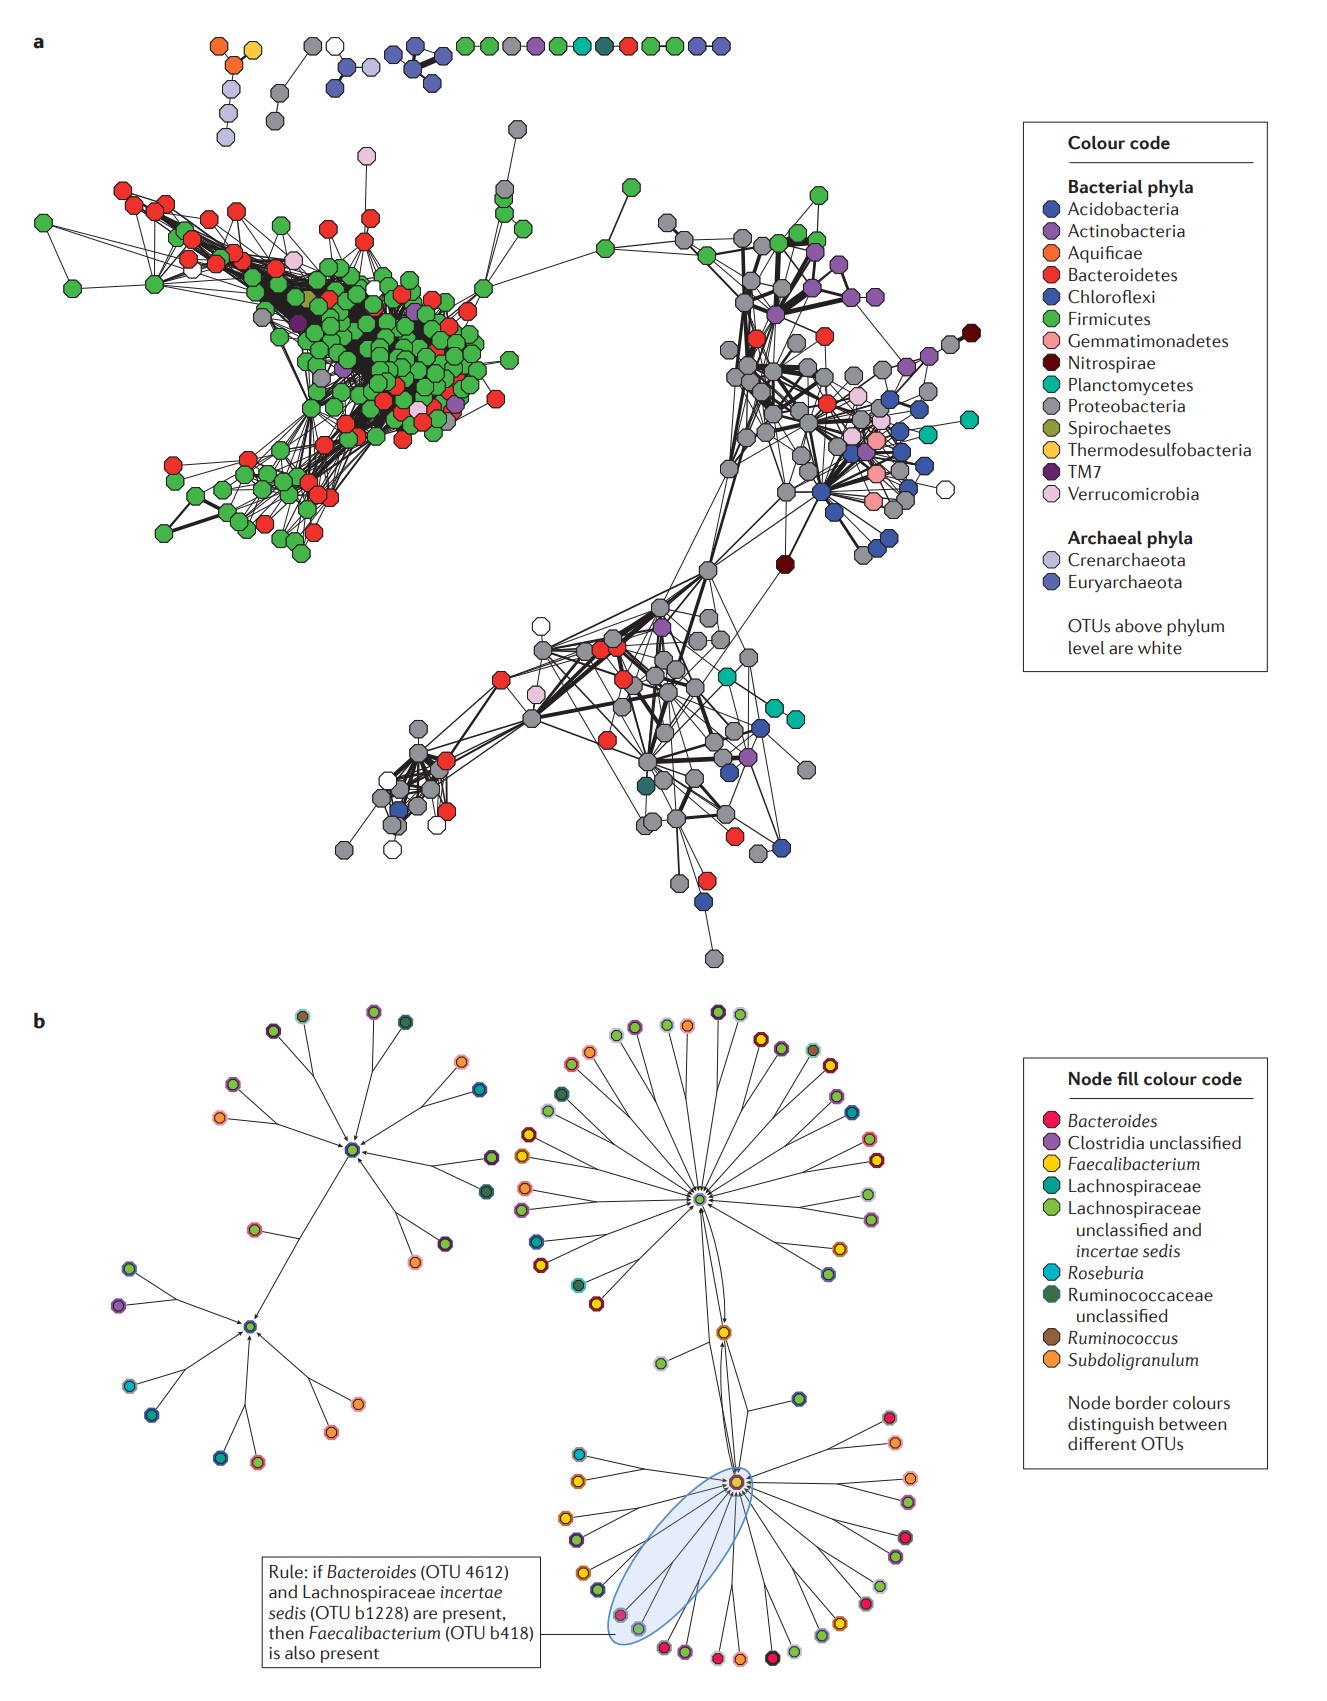 a
Colour code
Bacterial phyla
Acidobacteria
Actinobacteria
Aquificae
Bacteroidetes
Chloroflexi
Firmicutes
Gemmatimonadetes
Nitrospirae
Planctomycetes
Proteobacteria
Spirochaetes
Thermodesulfobacteria
TM7
Verrucomicrobia
Archaeal phyla
Crenarchaeota
Euryarchaeota
OTUs above phylum
level are white
b
Node fill colour code
Bacteroides
Clostridia unclassified
Faecalibacterium
Lachnospiraceae
Lachnospiraceae
unclassified and
incertae sedis
Roseburia
Ruminococcaceae
unclassified
Ruminococcus
Subdoligranulum
Node border colours
distinguish between
different OTUs
Rule: if Bacteroides (OTU 4612)
and Lachnospiraceae incertae
sedis (OTU b1228) are present,
then Faecalibacterium (OTU b418)
is also present